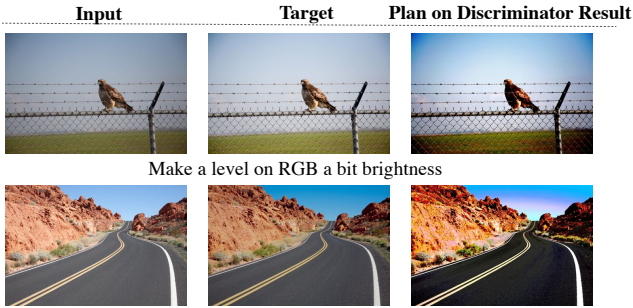 Input Target Plan on Discriminator Result
Make a level on RGB a bit brightness